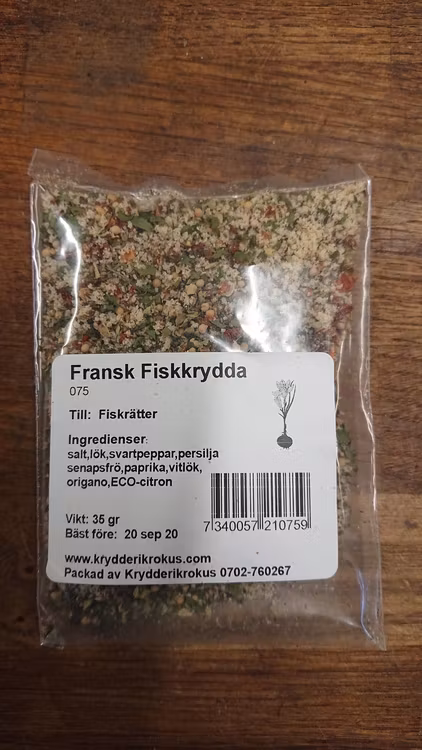 Fransk Fiskkrydda
075
Till: Fiskrätter
Ingredienser:
salt,lök,svartpeppar,persilja
senapsfrö,paprika,vitlök,
origano,ECO-citron
Vikt: 35 gr
Bäst före: 20 sep 20
7 340057 210759
www.krydderikrokus.com
Packad av Krydderikrokus 0702-760267